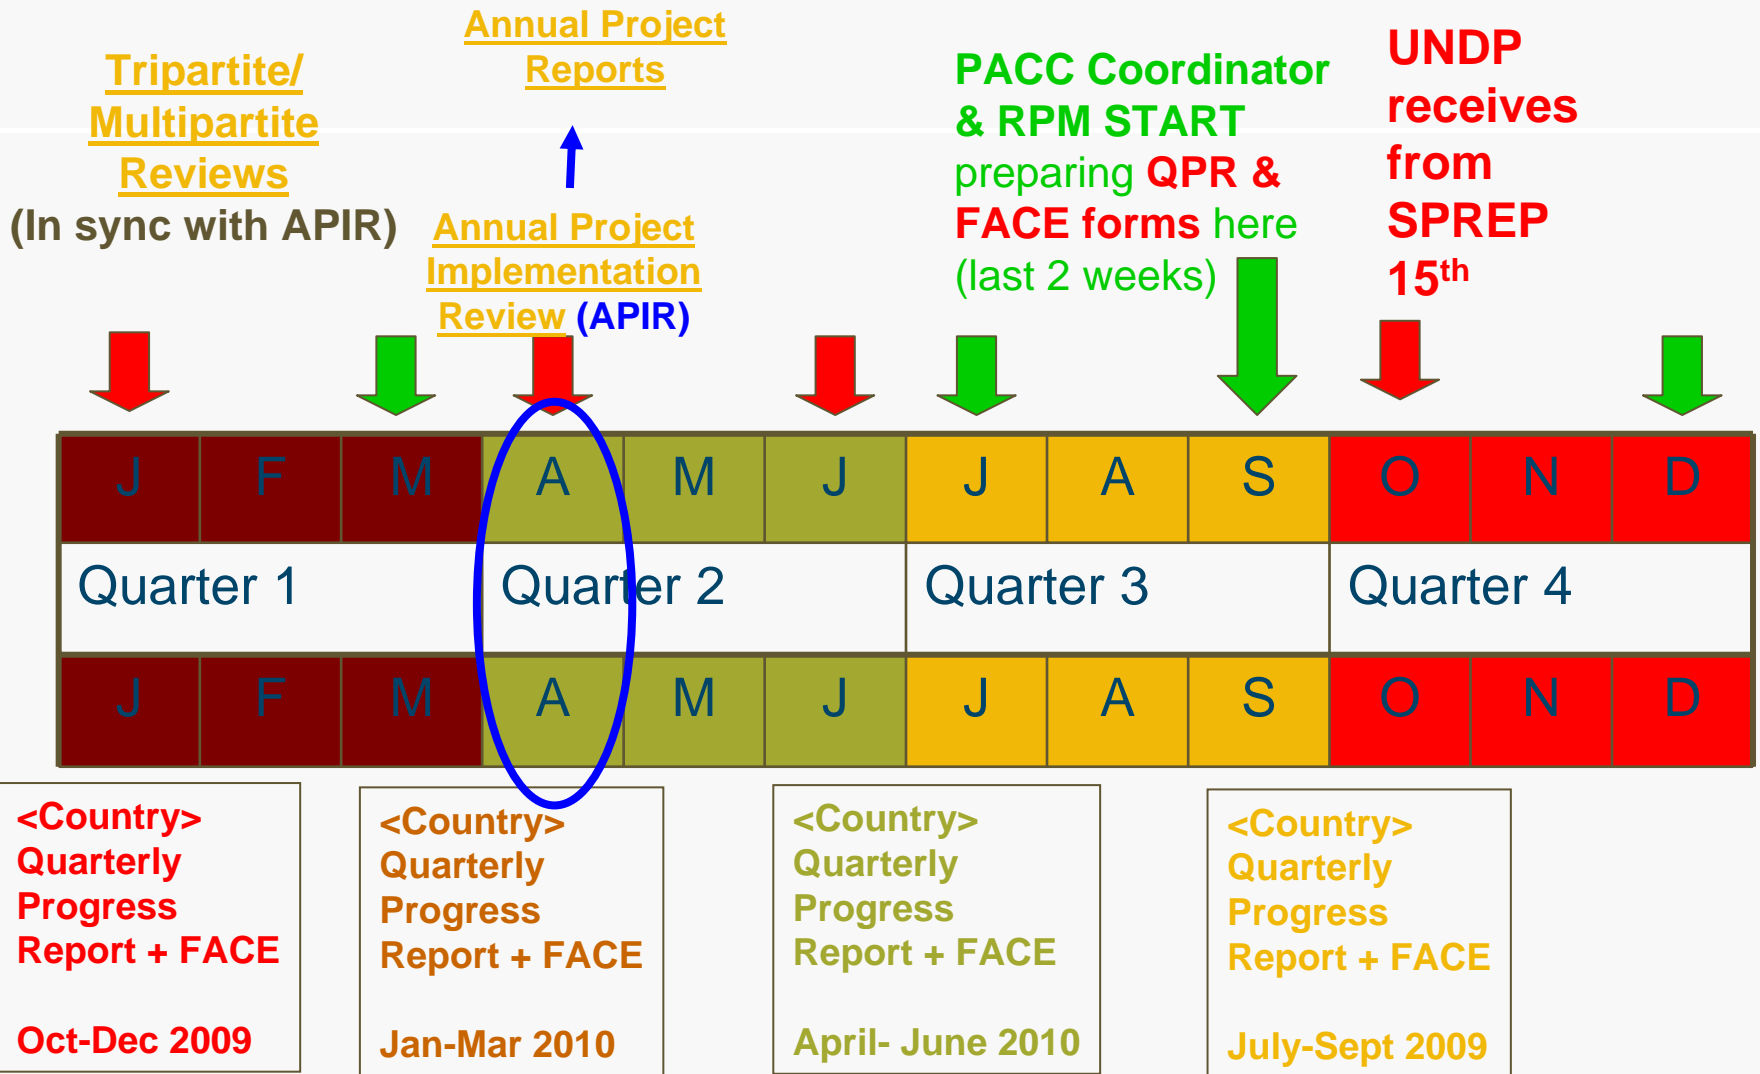 Tripartite/
Multipartite
Reviews
(In sync with APIR)
Annual Project
Reports
Annual Project
Implementation
Review (APIR)
PACC Coordinator
& RPM START
preparing QPR &
FACE forms here
(last 2 weeks)
UNDP
receives
from
SPREP
15th
J F M A M J J A S O N D
Quarter 1 Quarter 2 Quarter 3 Quarter 4
J F M A M J J A S O N D
<Country>
Quarterly
Progress
Report + FACE
Oct-Dec 2009
<Country>
Quarterly
Progress
Report + FACE
Jan-Mar 2010
<Country>
Quarterly
Progress
Report + FACE
April- June 2010
<Country>
Quarterly
Progress
Report + FACE
July-Sept 2009